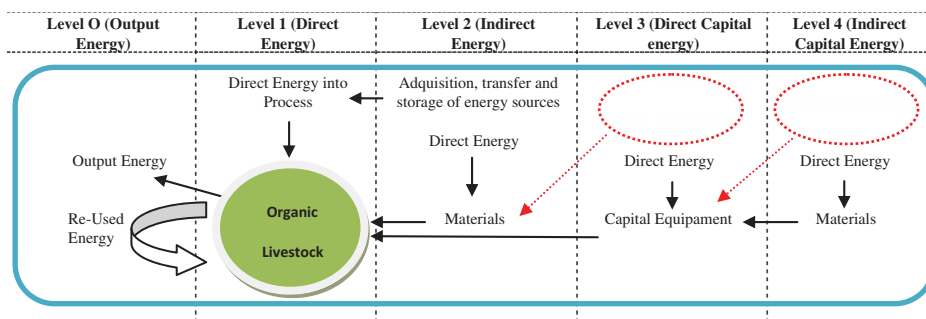 Level O (Output
Energy)
Level 1 (Direct
Energy)
Level 2 (Indirect
Energy)
Level 3 (Direct Capital
energy)
Level 4 (Indirect
Capital Energy)
Direct Energy into
Process
Adquisition, transfer and
storage of energy sources
Direct Energy
Direct Energy
Direct Energy
Output Energy
Re-Used
Energy
Organic
Livestock
Materials
Capital Equipament
Materials